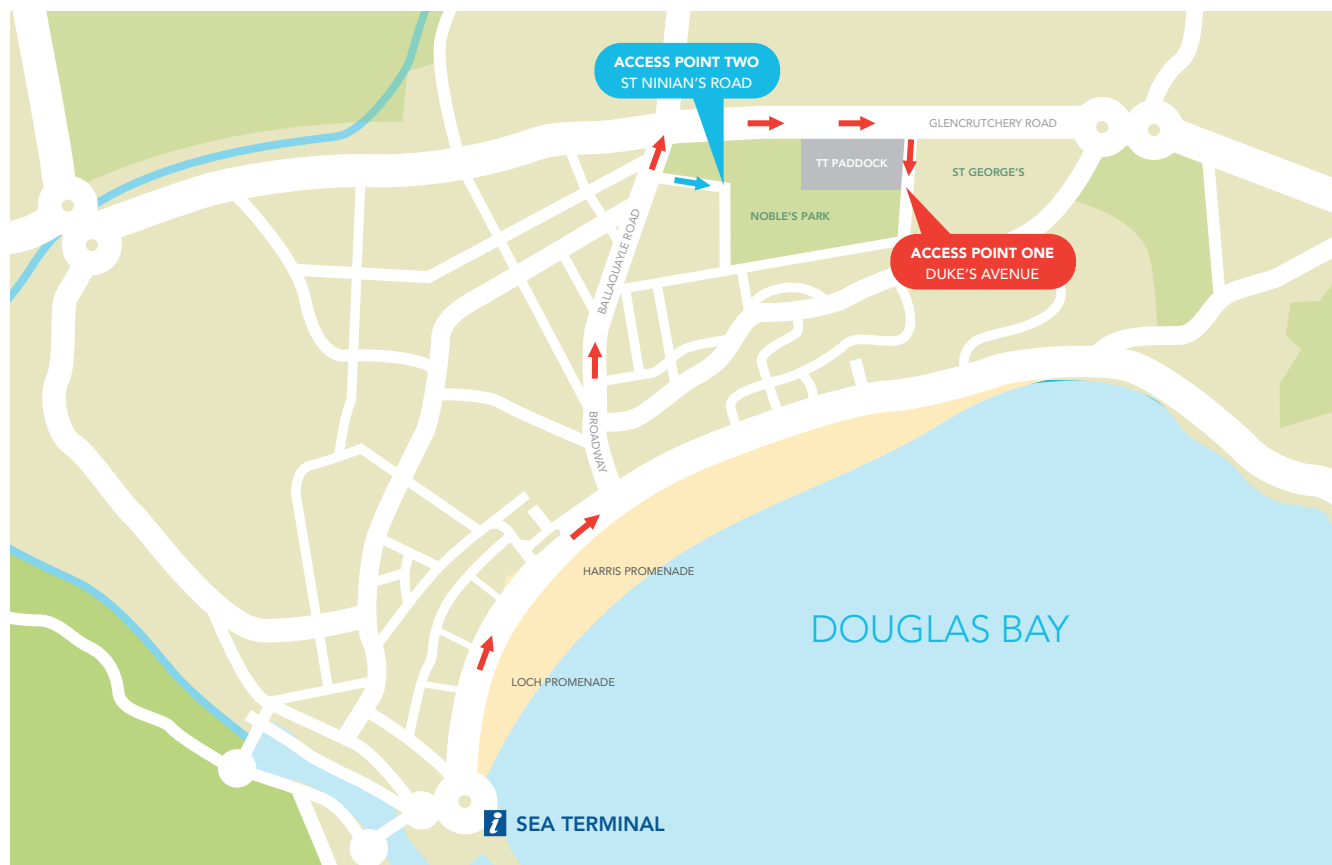 ACCESS POINT TWO
ST NINIAN'S ROAD
GLENCRUTCHERY ROAD
TT PADDOCK
ST GEORGE'S
NOBLE'S PARK
ACCESS POINT ONE
DUKE'S AVENUE
BALLAQUAYLE ROAD
BROADWAY
HARRIS PROMENADE
DOUGLAS BAY
LOCH PROMENADE
i SEA TERMINAL